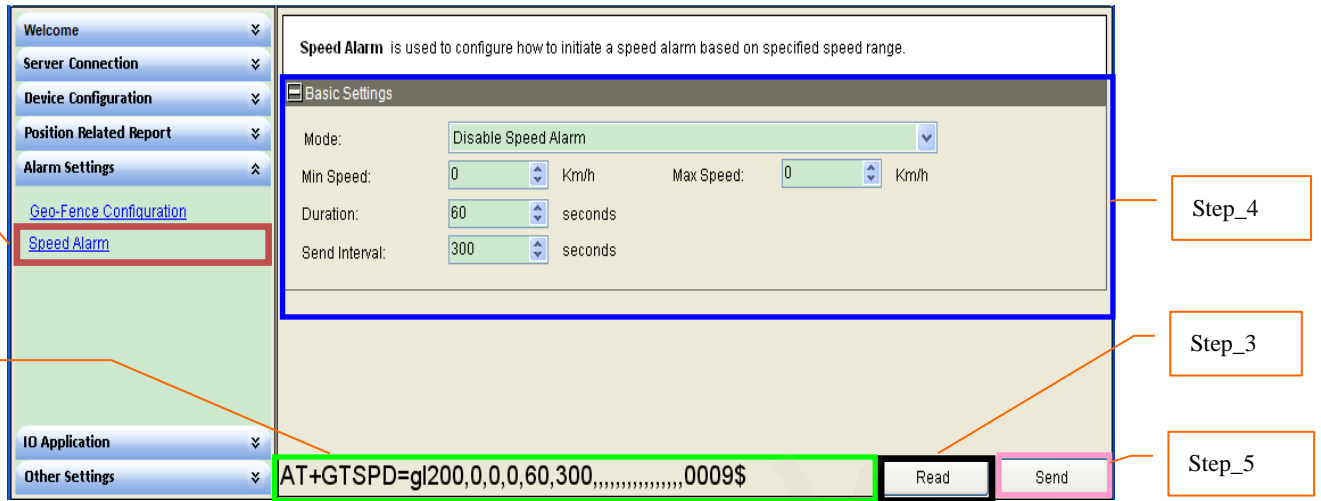 Welcome
Server Connection
Device Configuration
Position Related Report
Alarm Settings
Geo-Fence Configuration
Speed Alarm
IO Application
Other Settings
Speed Alarm is used to configure how to initiate a speed alarm based on specified speed range.
Basic Settings
Mode: Disable Speed Alarm
Min Speed: 0 Km/h Max Speed: 0 Km/h
Duration: 60 seconds
Send Interval: 300 seconds
AT+GTSPD=gl200,0,0,0,60,300,,,,,,,,,,,,,,,,0009$
Read
Send
Step_4
Step_3
Step_5